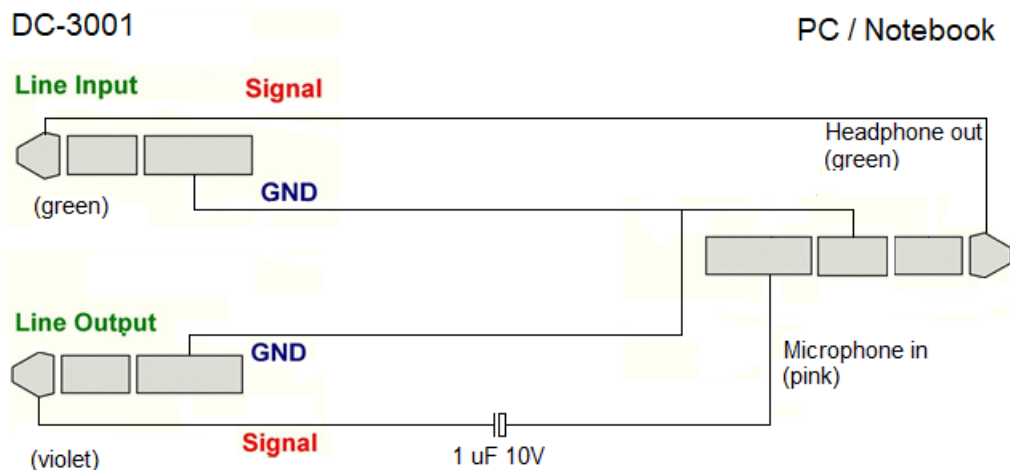 DC-3001
PC / Notebook
Line Input
Signal
Headphone out
(green)
(green)
GND
Line Output
GND
Microphone in
(pink)
(violet)
Signal
1 uF 10V